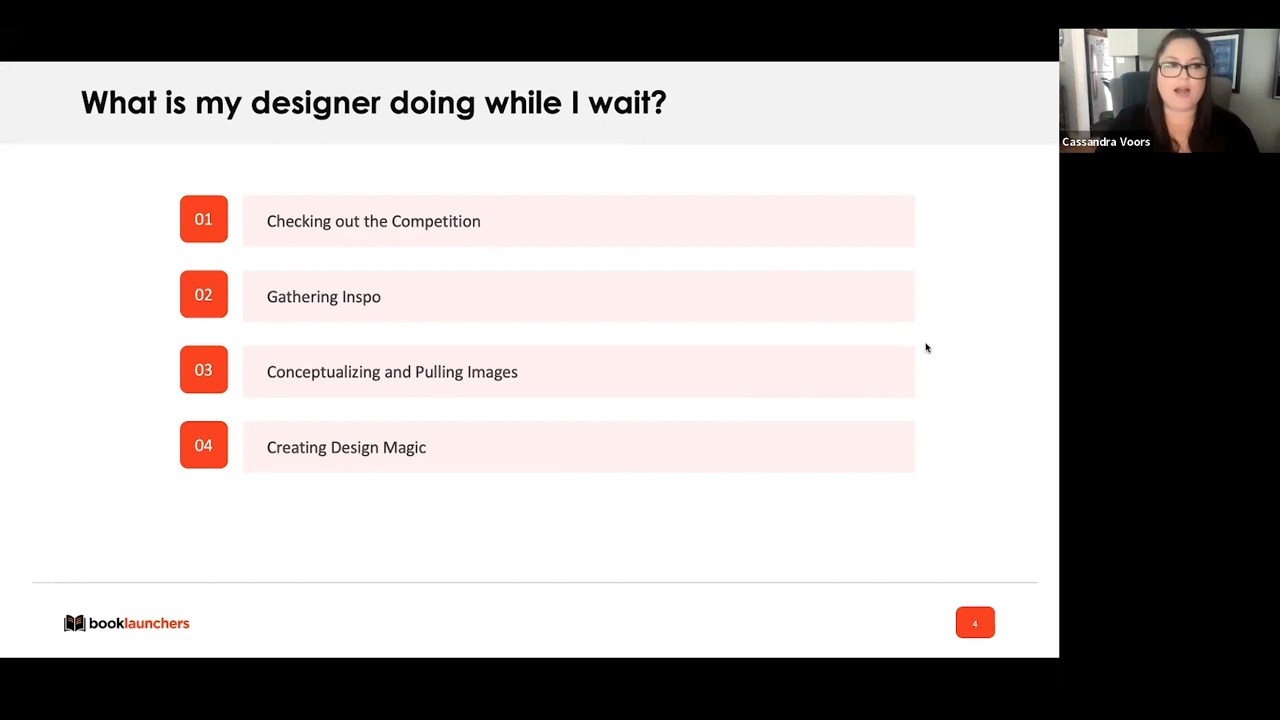 What is my designer doing while I wait?
Cassandra Voors
01
Checking out the Competition
02
Gathering Inspo
03
Conceptualizing and Pulling Images
04
Creating Design Magic
booklaunchers
4